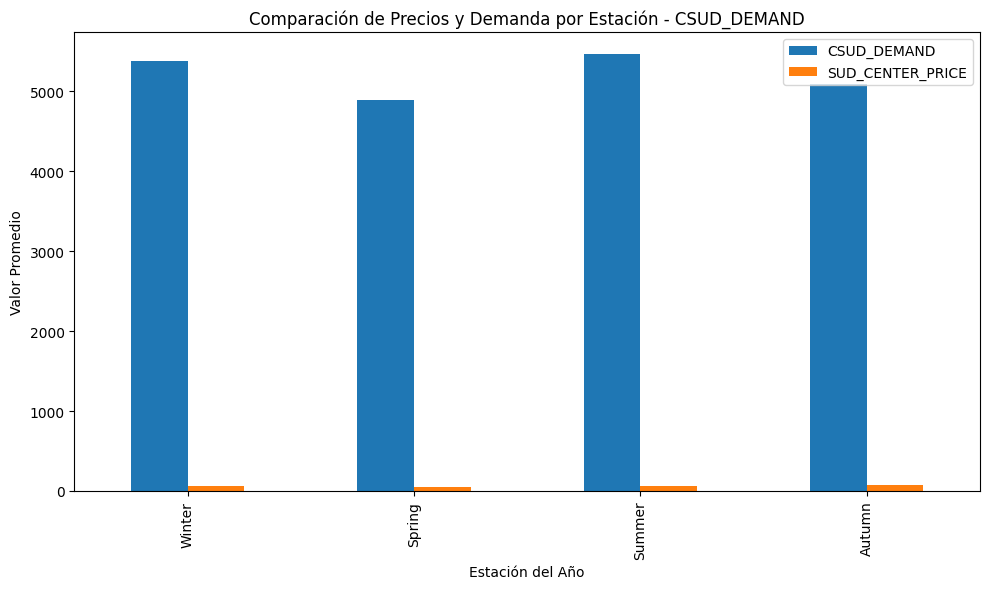 Comparación de Precios y Demanda por Estación - CSUD_DEMAND
CSUD_DEMAND
SUD_CENTER_PRICE
Valor Promedio
5000
4000
3000
2000
1000
0
Winter
Spring
Summer
Autumn
Estación del Año